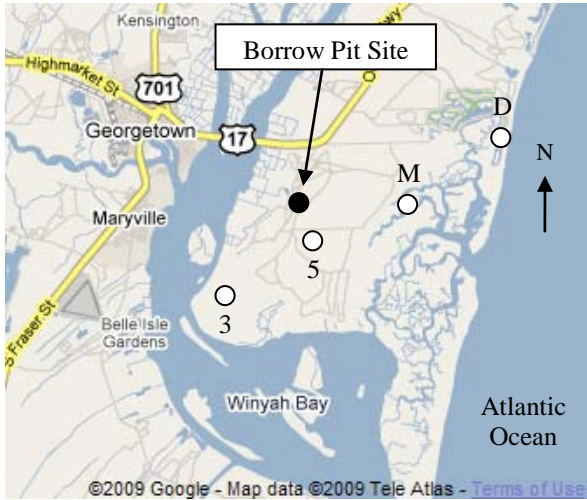 Kensington
Borrow Pit Site
Highmarket St
701
Georgetown
17
D
N
M
Maryville
5
3
S Fraser St
Belle Isle
Gardens
Winyah Bay
Atlantic
Ocean
©2009 Google - Map data ©2009 Tele Atlas - Terms of Use